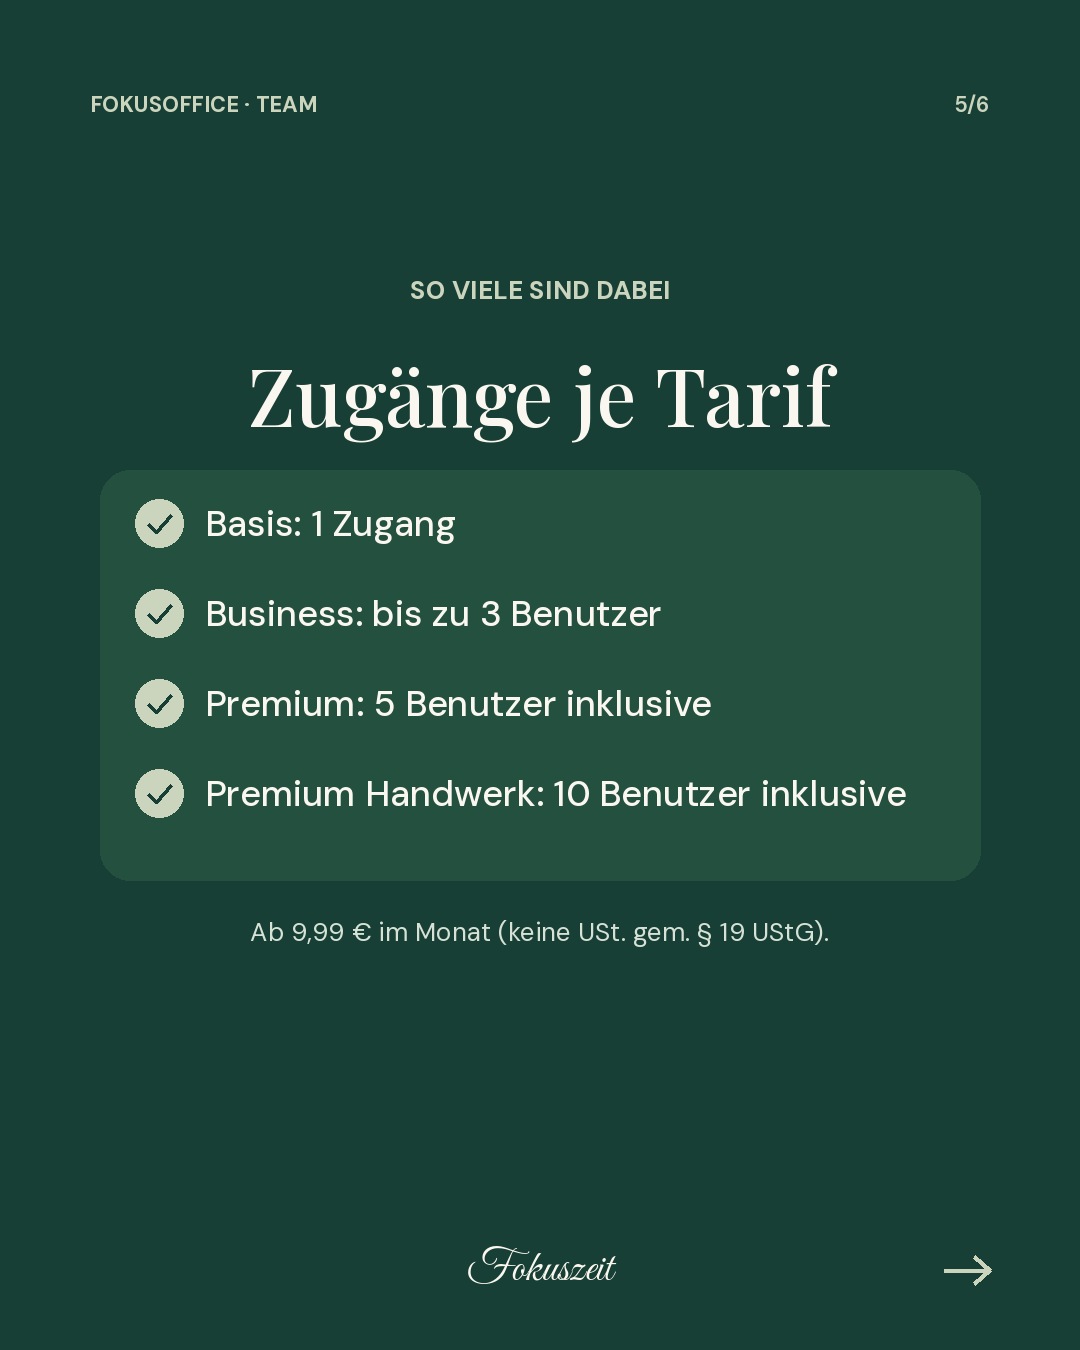 FOKUSOFFICE · TEAM
5/6
SO VIELE SIND DABEI
Zugänge je Tarif
Basis: 1 Zugang
Business: bis zu 3 Benutzer
Premium: 5 Benutzer inklusive
Premium Handwerk: 10 Benutzer inklusive
Ab 9,99 € im Monat (keine USt. gem. § 19 UStG).
Fokuszeit